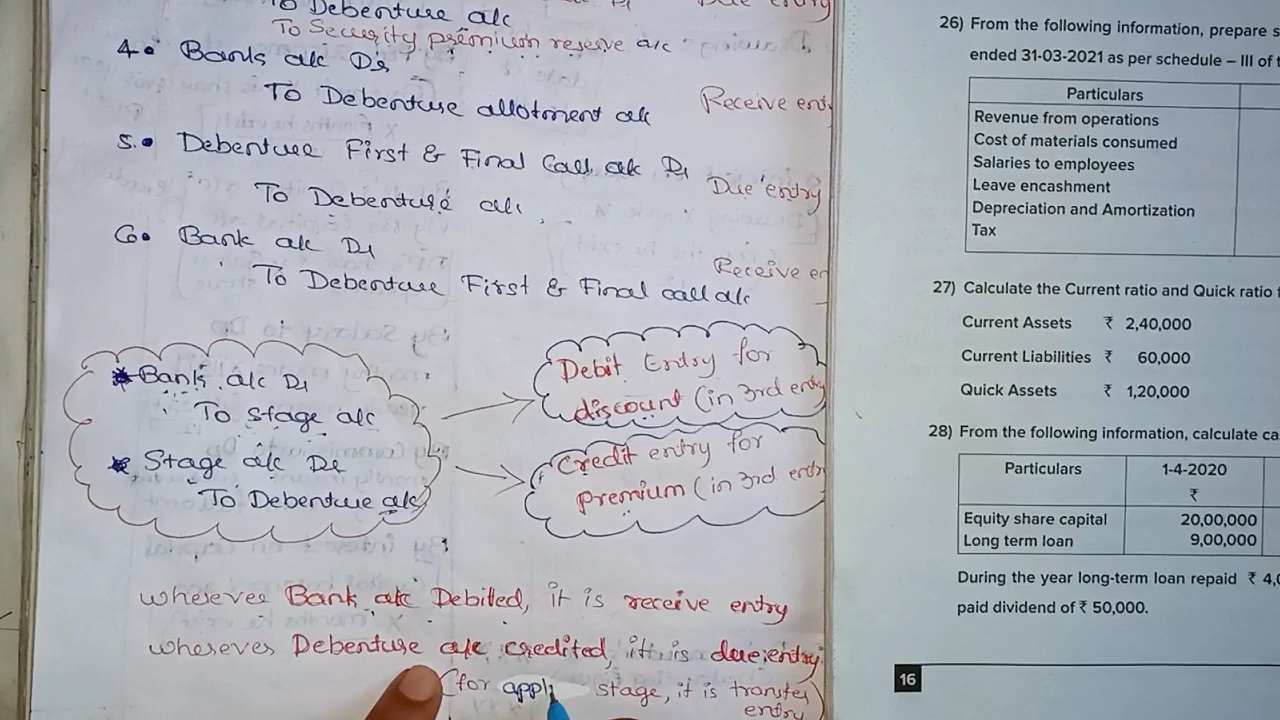 To Debenture a/c
To Security premium reserve a/c
4. Bank a/c Dr
To Debenture allotment a/c Receive entry
5. Debenture First & Final Call a/c Dr Due entry
To Debenture a/c
6. Bank a/c Dr Receive en
To Debenture First & Final call a/c
Bank a/c Dr
To Stage a/c
Stage a/c Dr
To Debenture a/c
Debit Entry for
discount (in 3rd entry
Credit entry for
premium (in 3rd entry
wherever Bank a/c Debited, it is receive entry
wherever Debenture a/c credited, it is due entry
(for appli stage, it is transfer
entry)
26) From the following information, prepare s
ended 31-03-2021 as per schedule – III of t
Particulars
Revenue from operations
Cost of materials consumed
Salaries to employees
Leave encashment
Depreciation and Amortization
Tax
27) Calculate the Current ratio and Quick ratio f
Current Assets ₹ 2,40,000
Current Liabilities ₹ 60,000
Quick Assets ₹ 1,20,000
28) From the following information, calculate ca
Particulars 1-4-2020
₹
Equity share capital 20,00,000
Long term loan 9,00,000
During the year long-term loan repaid ₹ 4,0
paid dividend of ₹ 50,000.
16